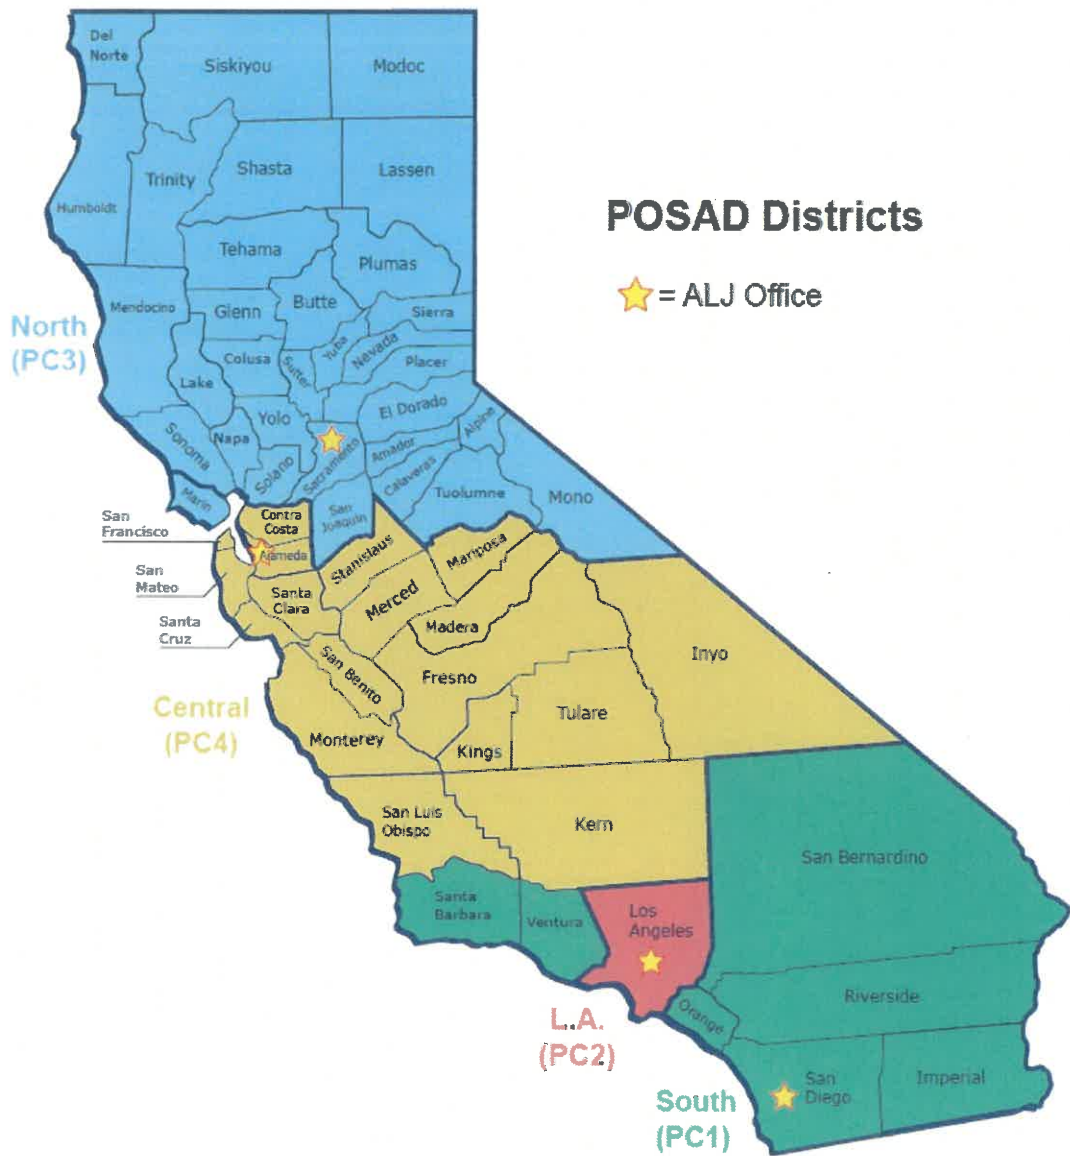 Del
Norte
Siskiyou
Modoc
Trinity
Shasta
Lassen
Humboldt
POSAD Districts
Tehama
Plumas
= ALJ Office
Mendocino
Glenn
Butte
Sierra
North
(PC3)
Yuba
Nevada
Colusa
Sutter
Placer
Lake
El Dorado
Yolo
Alpine
Sonoma
Napa
Solano
Sacramento
Amador
Calaveras
Tuolumne
Mono
Marin
San
Joaquin
Contra
Costa
San
Francisco
Alameda
Stanislaus
Mariposa
San
Mateo
Santa
Clara
Merced
Santa
Cruz
Madera
Inyo
San Benito
Fresno
Central
(PC4)
Tulare
Monterey
Kings
San Luis
Obispo
Kern
San Bernardino
Santa
Barbara
Ventura
Los
Angeles
Riverside
Orange
L.A.
(PC2)
San
Diego
Imperial
South
(PC1)